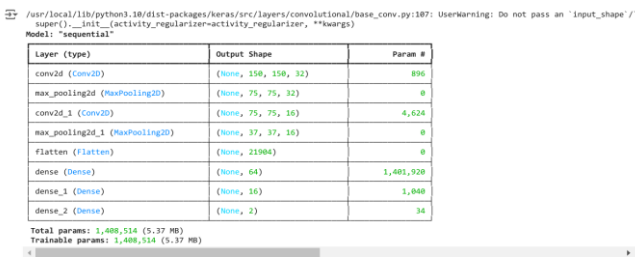 /usr/local/lib/python3.10/dist-packages/keras/src/layers/convolutional/base_conv.py:107: UserWarning: Do not pass an `input_shape`/`
super().__init__(activity_regularizer=activity_regularizer, **kwargs)
Model: "sequential"
Layer (type) Output Shape Param #
conv2d (Conv2D) (None, 150, 150, 32) 896
max_pooling2d (MaxPooling2D) (None, 75, 75, 32) 0
conv2d_1 (Conv2D) (None, 75, 75, 16) 4,624
max_pooling2d_1 (MaxPooling2D) (None, 37, 37, 16) 0
flatten (Flatten) (None, 21904) 0
dense (Dense) (None, 64) 1,401,920
dense_1 (Dense) (None, 16) 1,040
dense_2 (Dense) (None, 2) 34
Total params: 1,408,514 (5.37 MB)
Trainable params: 1,408,514 (5.37 MB)